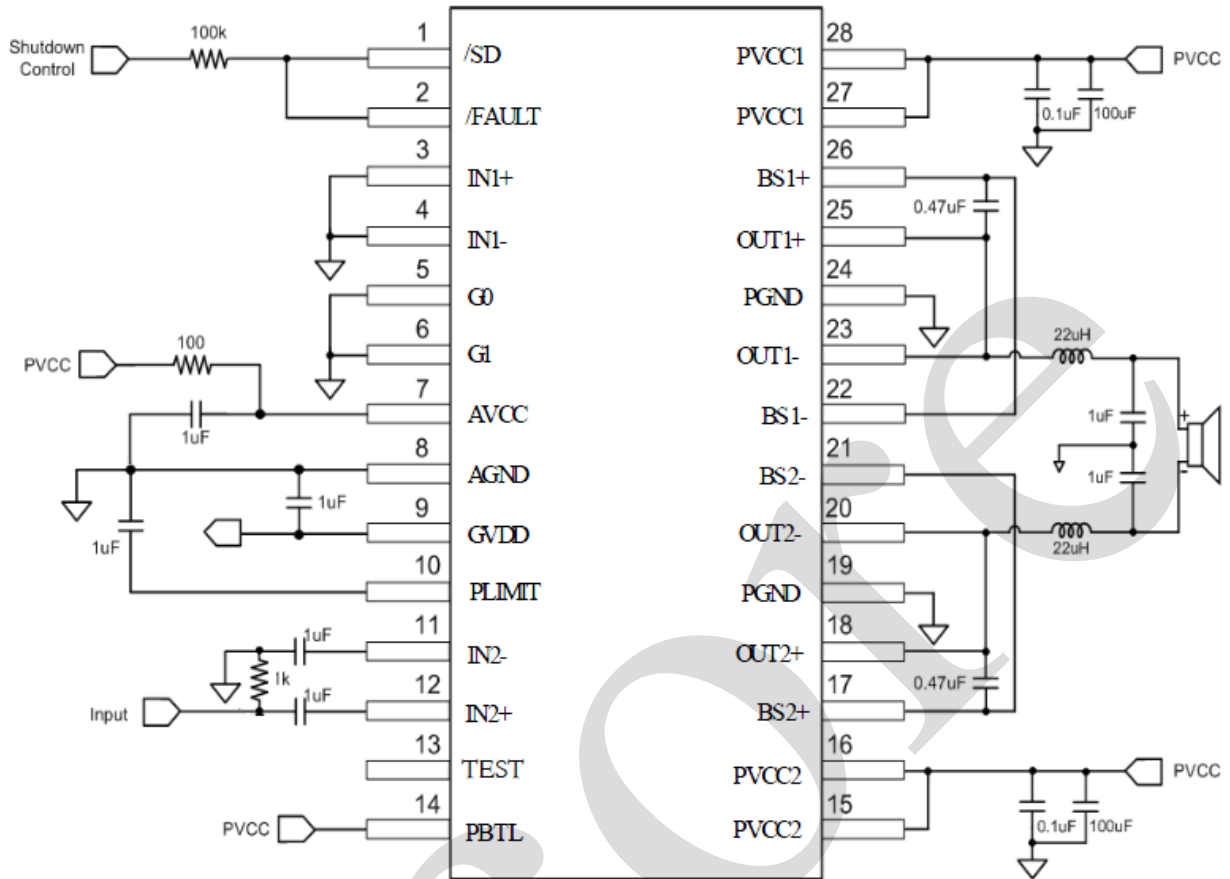 Shutdown
Control
100k
1
/SD
2
/FAULT
3
IN1+
4
IN1-
5
G0
6
G1
PVCC
100
7
AVCC
1uF
8
AGND
1uF
9
GVDD
1uF
10
PLIMIT
11
IN2-
1uF
1k
Input
1uF
12
IN2+
13
TEST
PVCC
14
PBTL
28
PVCC1
PVCC
27
PVCC1
0.1uF
100uF
26
BS1+
0.47uF
25
OUT1+
24
PGND
23
OUT1-
22uH
22
BS1-
1uF
+
21
BS2-
1uF
-
20
OUT2-
22uH
19
PGND
18
OUT2+
0.47uF
17
BS2+
16
PVCC2
PVCC
15
PVCC2
0.1uF
100uF
ore